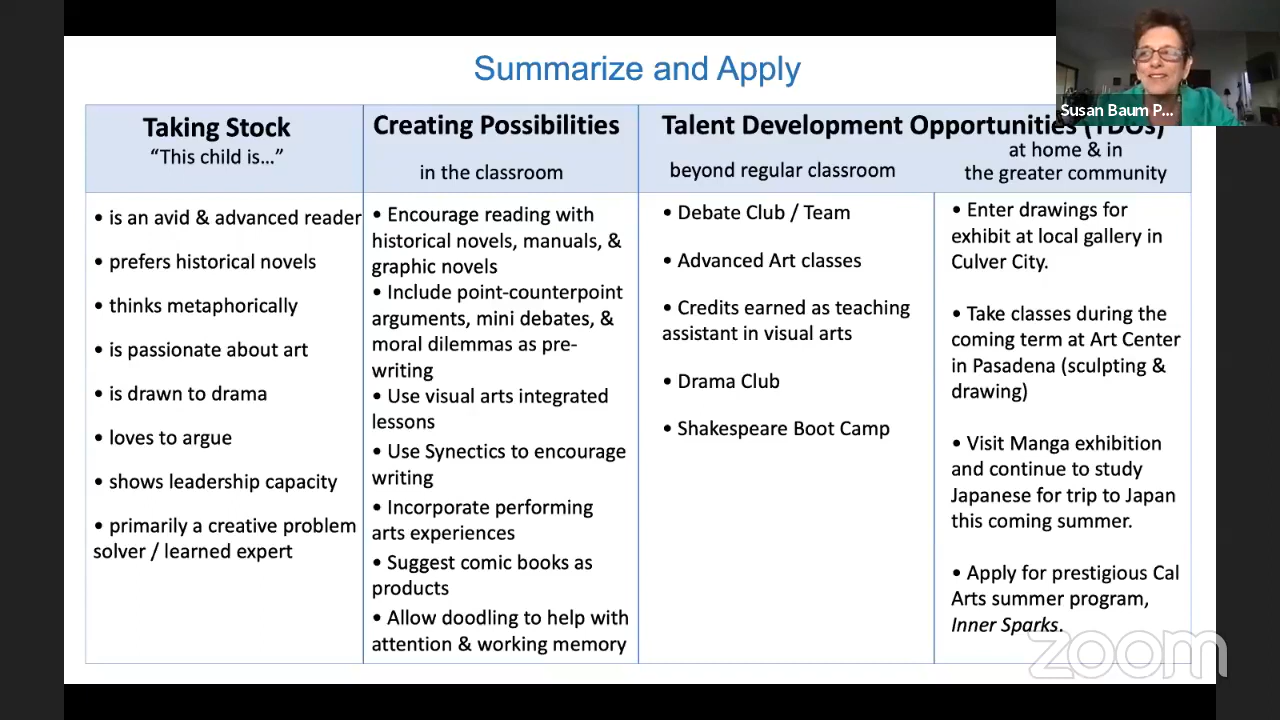 Summarize and Apply
Susan Baum P...
Taking Stock
“This child is…”
Creating Possibilities
in the classroom
Talent Development Opportunities (TDOs)
beyond regular classroom
at home & in
the greater community
• is an avid & advanced reader
• prefers historical novels
• thinks metaphorically
• is passionate about art
• is drawn to drama
• loves to argue
• shows leadership capacity
• primarily a creative problem
solver / learned expert
• Encourage reading with
historical novels, manuals, &
graphic novels
• Include point-counterpoint
arguments, mini debates, &
moral dilemmas as pre-
writing
• Use visual arts integrated
lessons
• Use Synectics to encourage
writing
• Incorporate performing
arts experiences
• Suggest comic books as
products
• Allow doodling to help with
attention & working memory
• Debate Club / Team
• Advanced Art classes
• Credits earned as teaching
assistant in visual arts
• Drama Club
• Shakespeare Boot Camp
• Enter drawings for
exhibit at local gallery in
Culver City.
• Take classes during the
coming term at Art Center
in Pasadena (sculpting &
drawing)
• Visit Manga exhibition
and continue to study
Japanese for trip to Japan
this coming summer.
• Apply for prestigious Cal
Arts summer program,
Inner Sparks.
zoom